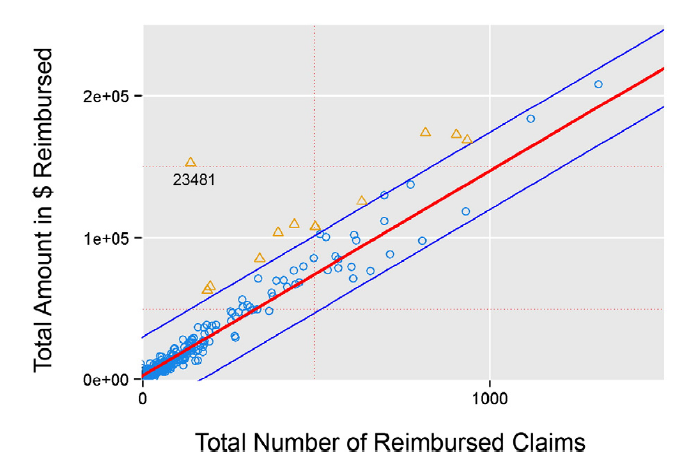 Total Amount in $ Reimbursed
2e+05
1e+05
0e+00
23481
0
1000
Total Number of Reimbursed Claims